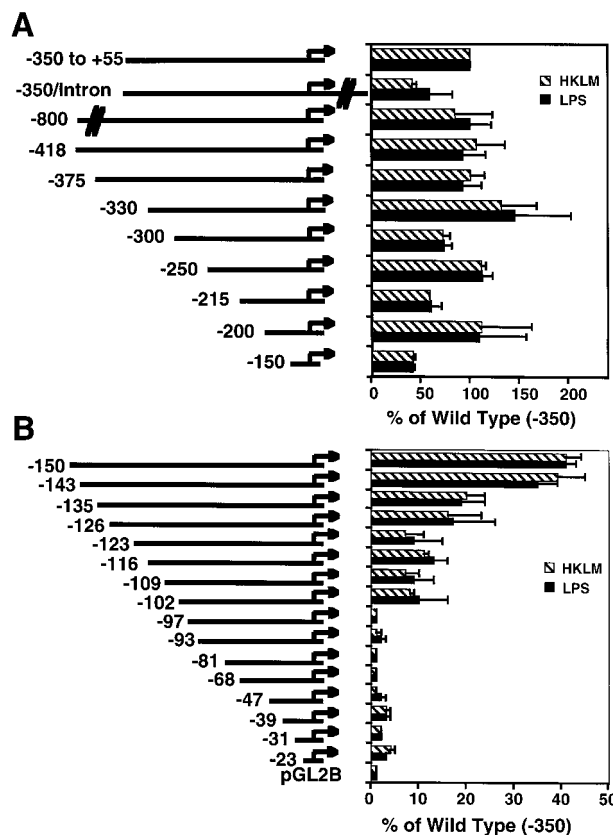 A
-350 to +55
-350/Intron
-800
-418
-375
-330
-300
-250
-215
-200
-150
HKLM
LPS
0 50 100 150 200
% of Wild Type (-350)
B
-150
-143
-135
-126
-123
-116
-109
-102
-97
-93
-81
-68
-47
-39
-31
-23
pGL2B
HKLM
LPS
0 10 20 30 40 50
% of Wild Type (-350)